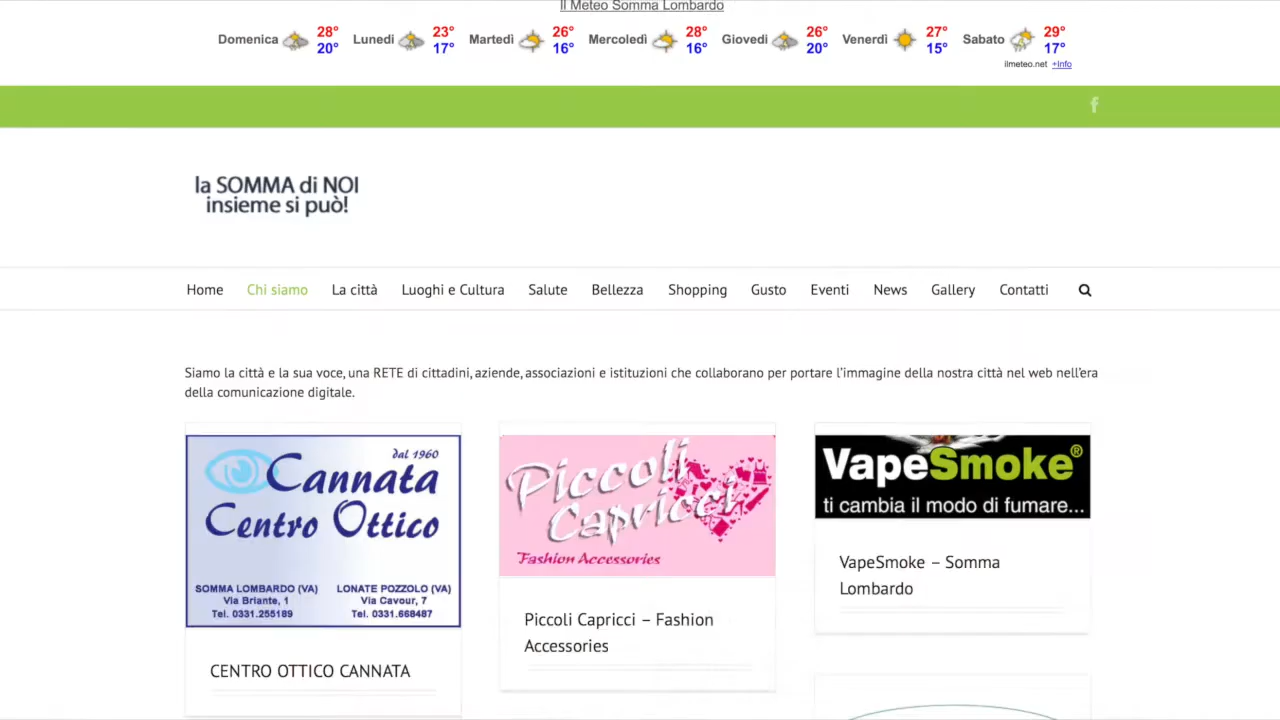 Il Meteo Somma Lombardo
Domenica 28° 20° Lunedì 23° 17° Martedì 26° 16° Mercoledì 28° 16° Giovedì 26° 20° Venerdì 27° 15° Sabato 29° 17°
ilmeteo.net +Info
la SOMMA di NOI
insieme si può!
Home Chi siamo La città Luoghi e Cultura Salute Bellezza Shopping Gusto Eventi News Gallery Contatti
Siamo la città e la sua voce, una RETE di cittadini, aziende, associazioni e istituzioni che collaborano per portare l'immagine della nostra città nel web nell'era
della comunicazione digitale.
dal 1960
Cannata
Centro Ottico
SOMMA LOMBARDO (VA) LONATE POZZOLO (VA)
Via Briante, 1 Via Cavour, 7
Tel. 0331.255189 Tel. 0331.668487
CENTRO OTTICO CANNATA
Piccoli
Capricci
Fashion Accessories
Piccoli Capricci – Fashion
Accessories
VapeSmoke®
ti cambia il modo di fumare...
VapeSmoke – Somma
Lombardo